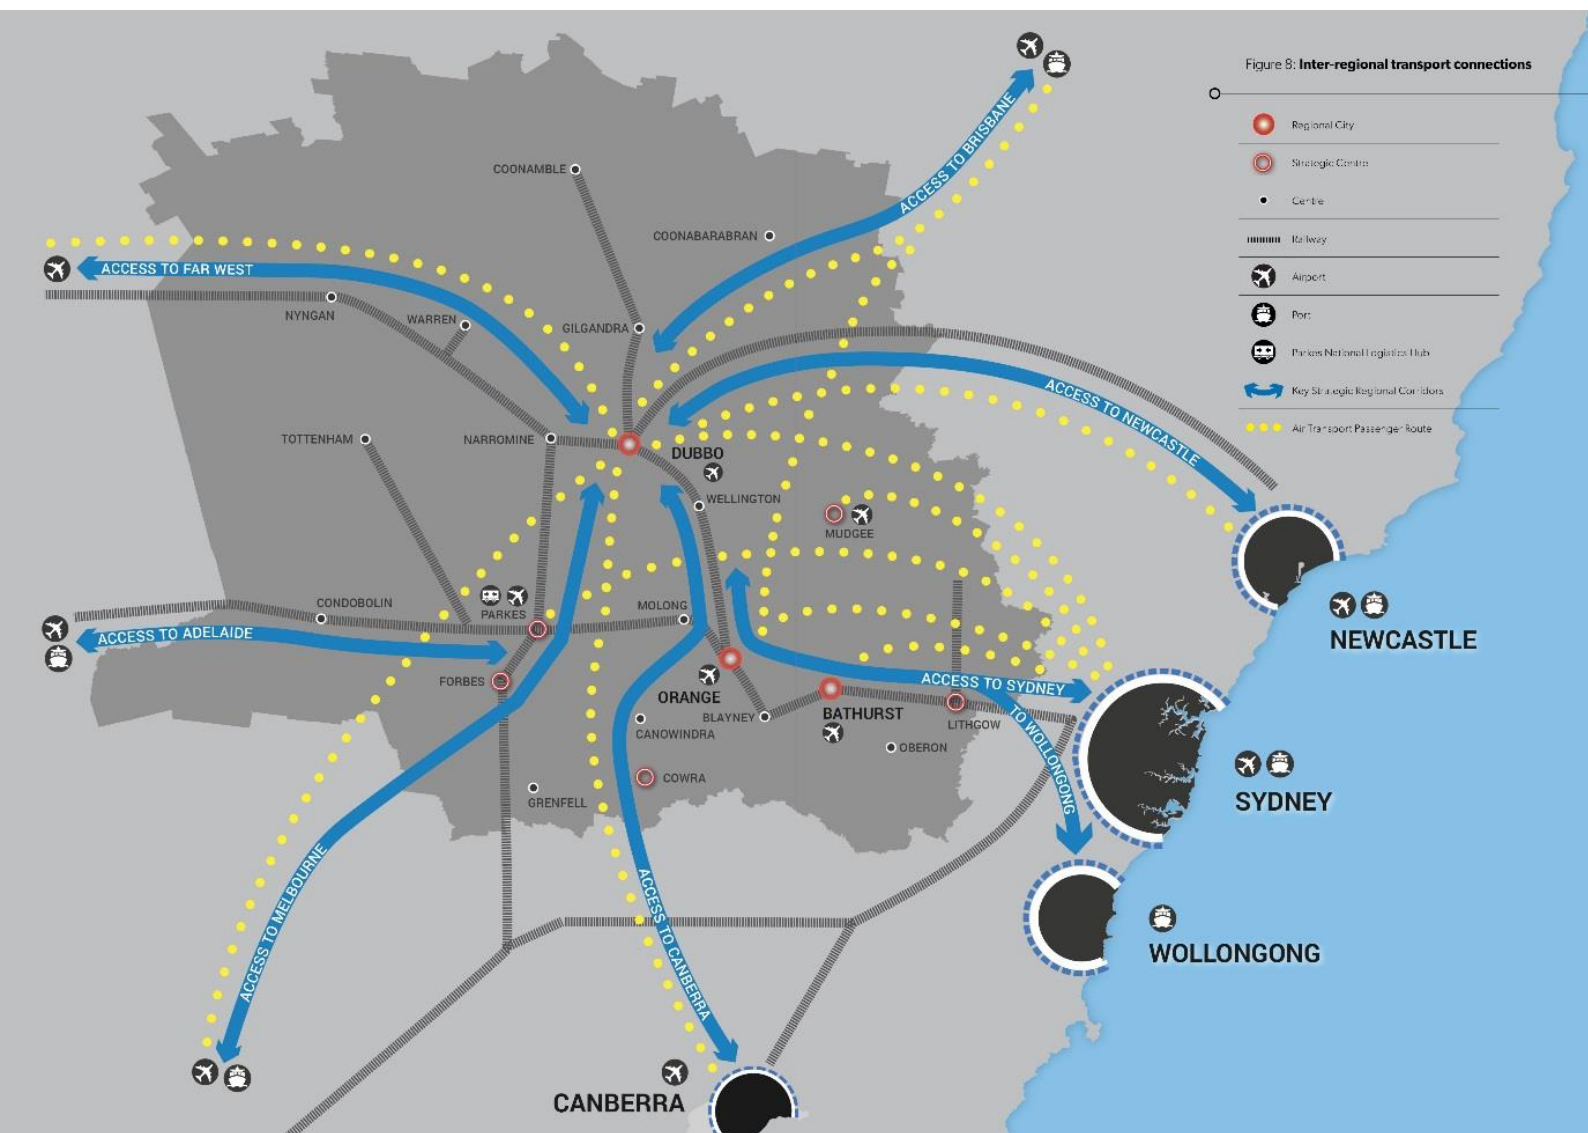 Figure 8: Inter-regional transport connections
Regional City
Strategic Centre
Centre
Railway
Airport
Port
Parkes National Logistics Hub
Key Strategic Regional Corridors
Air Transport Passenger Route
ACCESS TO BRISBANE
COONAMBLE
COONABARABRAN
ACCESS TO FAR WEST
NYNGAN
WARREN
GILGANDRA
ACCESS TO NEWCASTLE
TOTTENHAM
NARROMINE
DUBBO
WELLINGTON
MUDGEE
CONDOBOLIN
PARKES
MOLONG
NEWCASTLE
ACCESS TO ADELAIDE
FORBES
ORANGE
ACCESS TO SYDNEY
BLAYNEY
BATHURST
LITHGOW
TO WOLLONGONG
CANOWINDRA
OBERON
COWRA
GRENFELL
SYDNEY
ACCESS TO MELBOURNE
ACCESS TO CANBERRA
WOLLONGONG
CANBERRA